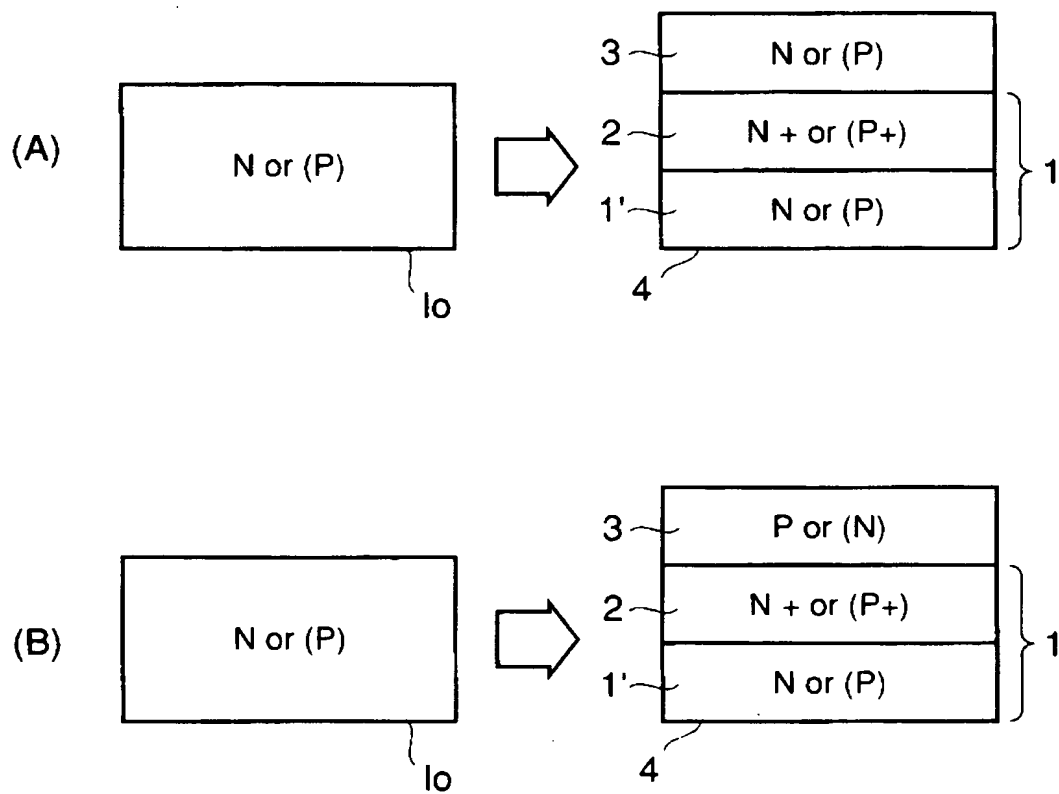 (A)
N or (P)
lo
3
N or (P)
2
N + or (P+)
1'
N or (P)
1
4
(B)
N or (P)
lo
3
P or (N)
2
N + or (P+)
1'
N or (P)
1
4